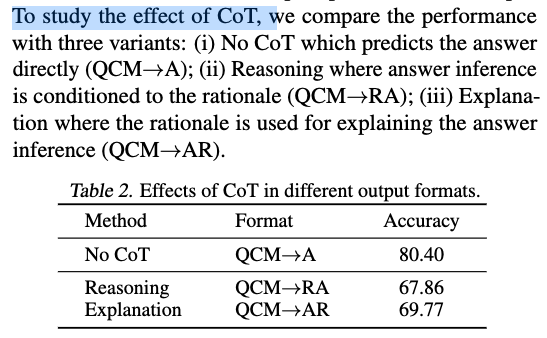 To study the effect of CoT, we compare the performance
with three variants: (i) No CoT which predicts the answer
directly (QCM→A); (ii) Reasoning where answer inference
is conditioned to the rationale (QCM→RA); (iii) Explana-
tion where the rationale is used for explaining the answer
inference (QCM→AR).
Table 2. Effects of CoT in different output formats.
Method Format Accuracy
No CoT QCM→A 80.40
Reasoning QCM→RA 67.86
Explanation QCM→AR 69.77